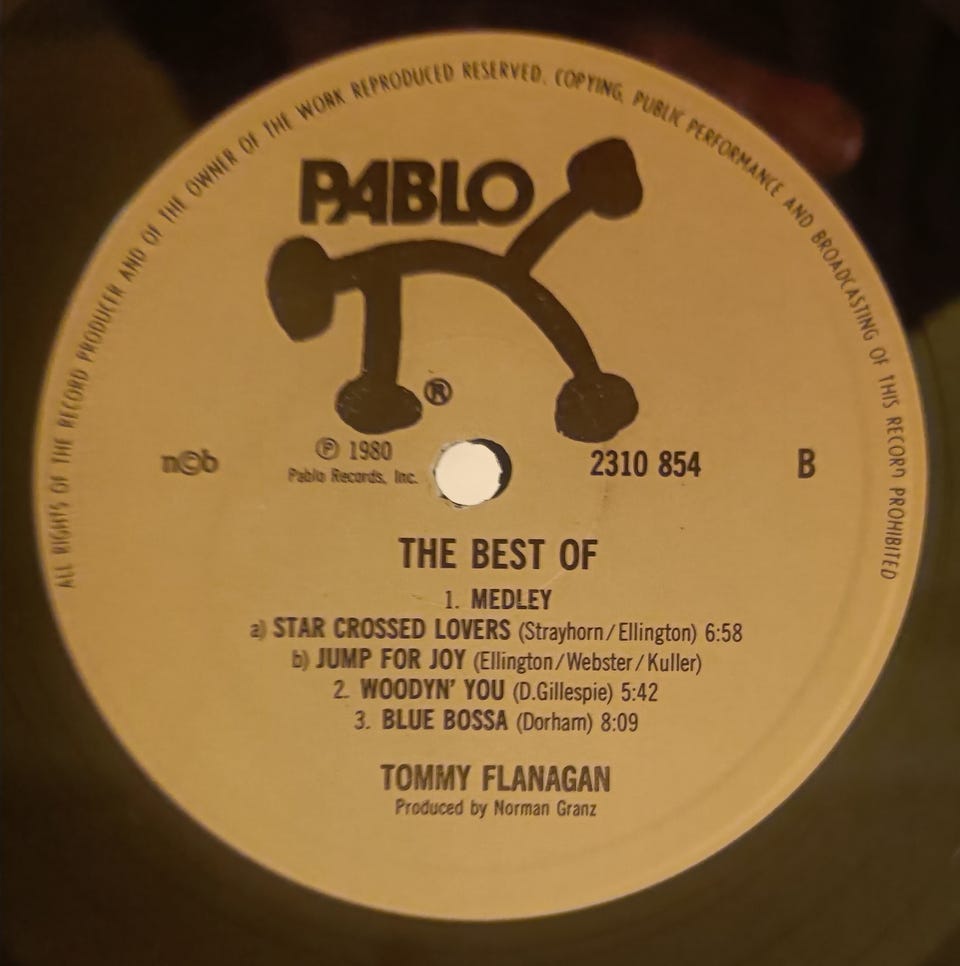 ALL RIGHTS OF THE RECORD PRODUCER AND OF THE OWNER OF THE WORK REPRODUCED RESERVED. COPYING, PUBLIC PERFORMANCE AND BROADCASTING OF THIS RECORD PROHIBITED
PABLO
®
℗ 1980
Pablo Records, Inc.
n©b
2310 854
B
THE BEST OF
1. MEDLEY
a) STAR CROSSED LOVERS (Strayhorn/Ellington) 6:58
b) JUMP FOR JOY (Ellington/Webster/Kuller)
2. WOODYN' YOU (D.Gillespie) 5:42
3. BLUE BOSSA (Dorham) 8:09
TOMMY FLANAGAN
Produced by Norman Granz